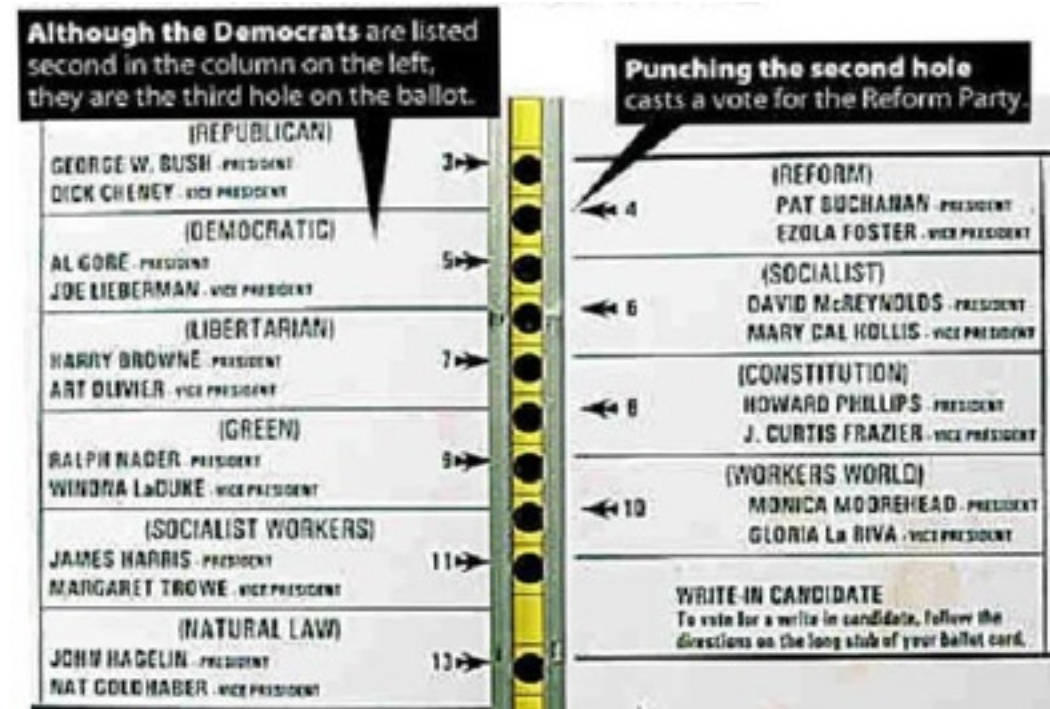 Although the Democrats are listed
second in the column on the left,
they are the third hole on the ballot.
Punching the second hole
casts a vote for the Reform Party.
(REPUBLICAN)
GEORGE W. BUSH - PRESIDENT
DICK CHENEY - VICE PRESIDENT
3
(DEMOCRATIC)
AL GORE - PRESIDENT
JOE LIEBERMAN - VICE PRESIDENT
5
(LIBERTARIAN)
HARRY BROWNE - PRESIDENT
ART OLIVIER - VICE PRESIDENT
7
(GREEN)
RALPH NADER - PRESIDENT
WINONA LaDUKE - VICE PRESIDENT
9
(SOCIALIST WORKERS)
JAMES HARRIS - PRESIDENT
MARGARET TROWE - VICE PRESIDENT
11
(NATURAL LAW)
JOHN HAGELIN - PRESIDENT
NAT GOLDHABER - VICE PRESIDENT
13
(REFORM)
4 PAT BUCHANAN - PRESIDENT
EZOLA FOSTER - VICE PRESIDENT
(SOCIALIST)
6 DAVID McREYNOLDS - PRESIDENT
MARY CAL HOLLIS - VICE PRESIDENT
(CONSTITUTION)
8 HOWARD PHILLIPS - PRESIDENT
J. CURTIS FRAZIER - VICE PRESIDENT
(WORKERS WORLD)
10 MONICA MOOREHEAD - PRESIDENT
GLORIA La RIVA - VICE PRESIDENT
WRITE-IN CANDIDATE
To vote for a write-in candidate, follow the
directions on the long stub of your ballot card.